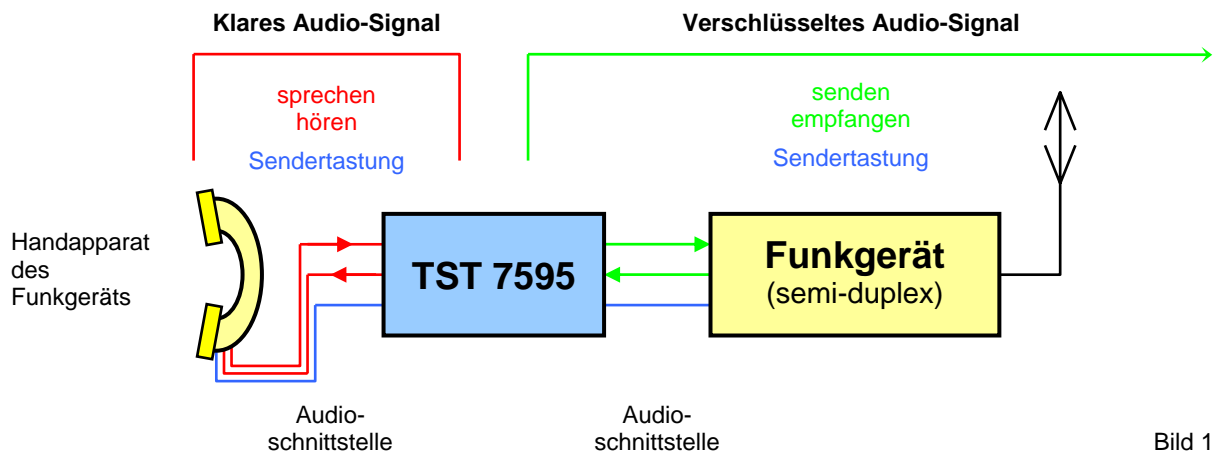 Klares Audio-Signal
Verschlüsseltes Audio-Signal
sprechen
hören
Sendertastung
senden
empfangen
Sendertastung
Handapparat
des
Funkgeräts
TST 7595
Funkgerät
(semi-duplex)
Audio-
schnittstelle
Audio-
schnittstelle
Bild 1